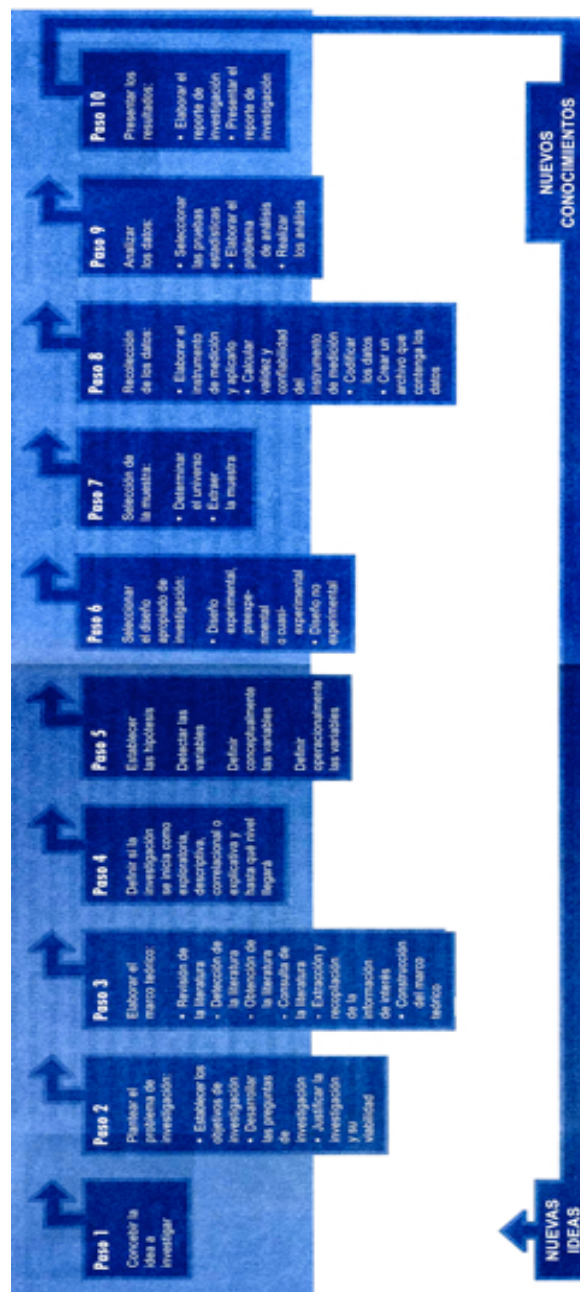 Paso 1
Concebir la
idea a
investigar
Paso 2
Plantear el
problema de
investigación:
• Establecer los
objetivos de
investigación
• Desarrollar
las preguntas
de
investigación
• Justificar la
investigación
y su
viabilidad
Paso 3
Elaborar el
marco teórico:
• Revisión de
la literatura
- Detección de
la literatura
- Obtención de
la literatura
- Consulta de
la literatura
- Extracción y
recopilación
de la
información
de interés
• Construcción
del marco
teórico
Paso 4
Definir si la
investigación
se inicia como
exploratoria,
descriptiva,
correlacional o
explicativa y
hasta qué nivel
llegará
Paso 5
Establecer
las hipótesis
Detectar las
variables
Definir
conceptualmente
las variables
Definir
operacionalmente
las variables
Paso 6
Seleccionar
el diseño
apropiado de
investigación:
• Diseño
experimental,
preexpe-
rimental
o cuasi-
experimental
• Diseño no
experimental
Paso 7
Selección de
la muestra:
• Determinar
el universo
• Extraer
la muestra
Paso 8
Recolección
de los datos:
• Elaborar el
instrumento
de medición
y aplicarlo
• Calcular
validez y
confiabilidad
del
instrumento
de medición
• Codificar
los datos
• Crear un
archivo que
contenga los
datos
Paso 9
Analizar
los datos:
• Seleccionar
las pruebas
estadísticas
• Elaborar el
problema
de análisis
• Realizar
los análisis
Paso 10
Presentar los
resultados:
• Elaborar el
reporte de
investigación
• Presentar el
reporte de
investigación
NUEVAS
IDEAS
NUEVOS
CONOCIMIENTOS